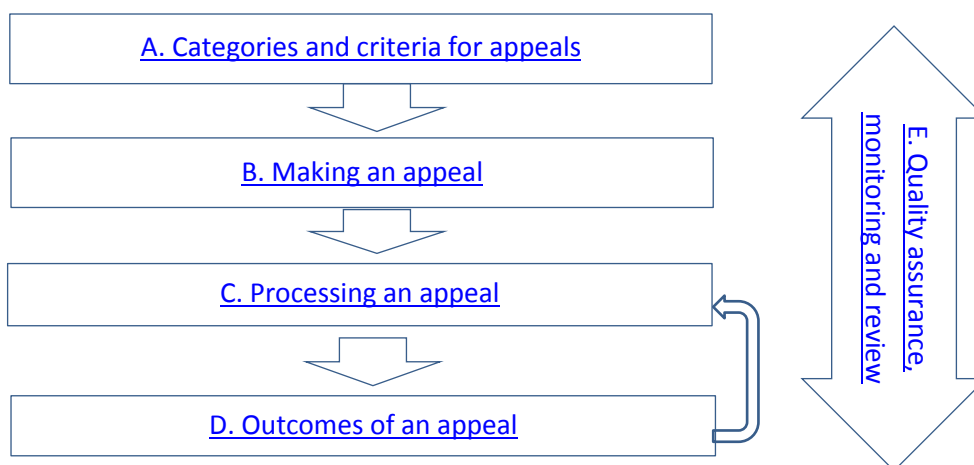 A. Categories and criteria for appeals
B. Making an appeal
C. Processing an appeal
D. Outcomes of an appeal
E. Quality assurance,
monitoring and review